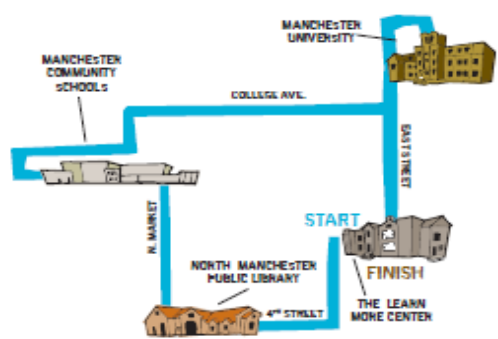 MANCHESTER
UNIVERSITY
MANCHESTER
COMMUNITY
SCHOOLS
COLLEGE AVE.
EAST STREET
N. MARKET
START
NORTH MANCHESTER
PUBLIC LIBRARY
FINISH
4TH STREET
THE LEARN
MORE CENTER